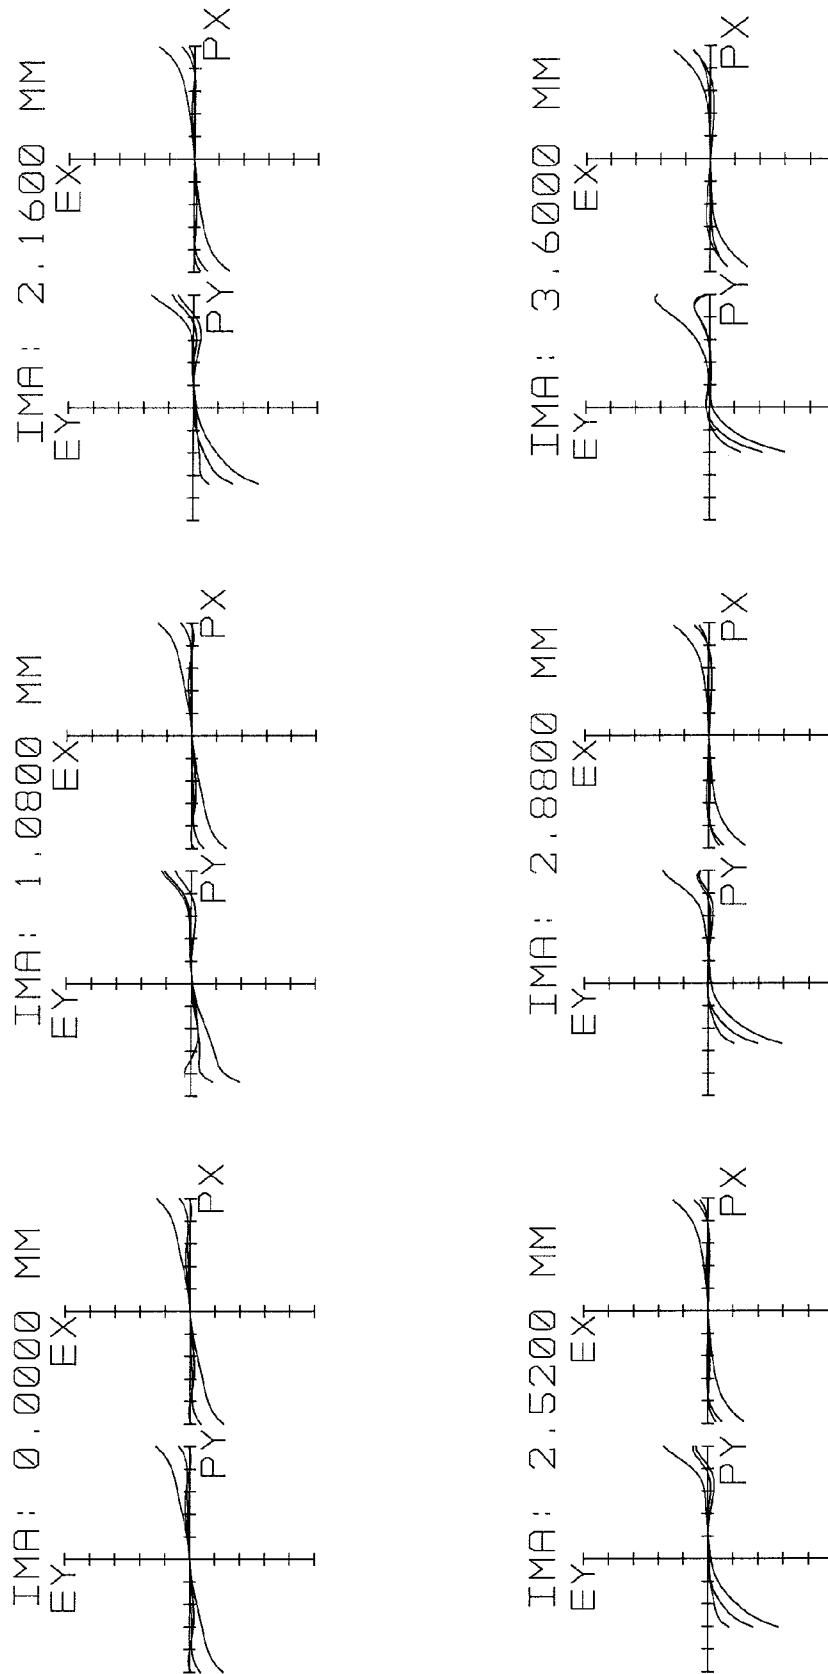 IMA: 0.0000 MM
EY EX
PY PX
IMA: 1.0800 MM
EY EX
PY PX
IMA: 2.1600 MM
EY EX
PY PX
IMA: 2.5200 MM
EY EX
PY PX
IMA: 2.8800 MM
EY EX
PY PX
IMA: 3.6000 MM
EY EX
PY PX